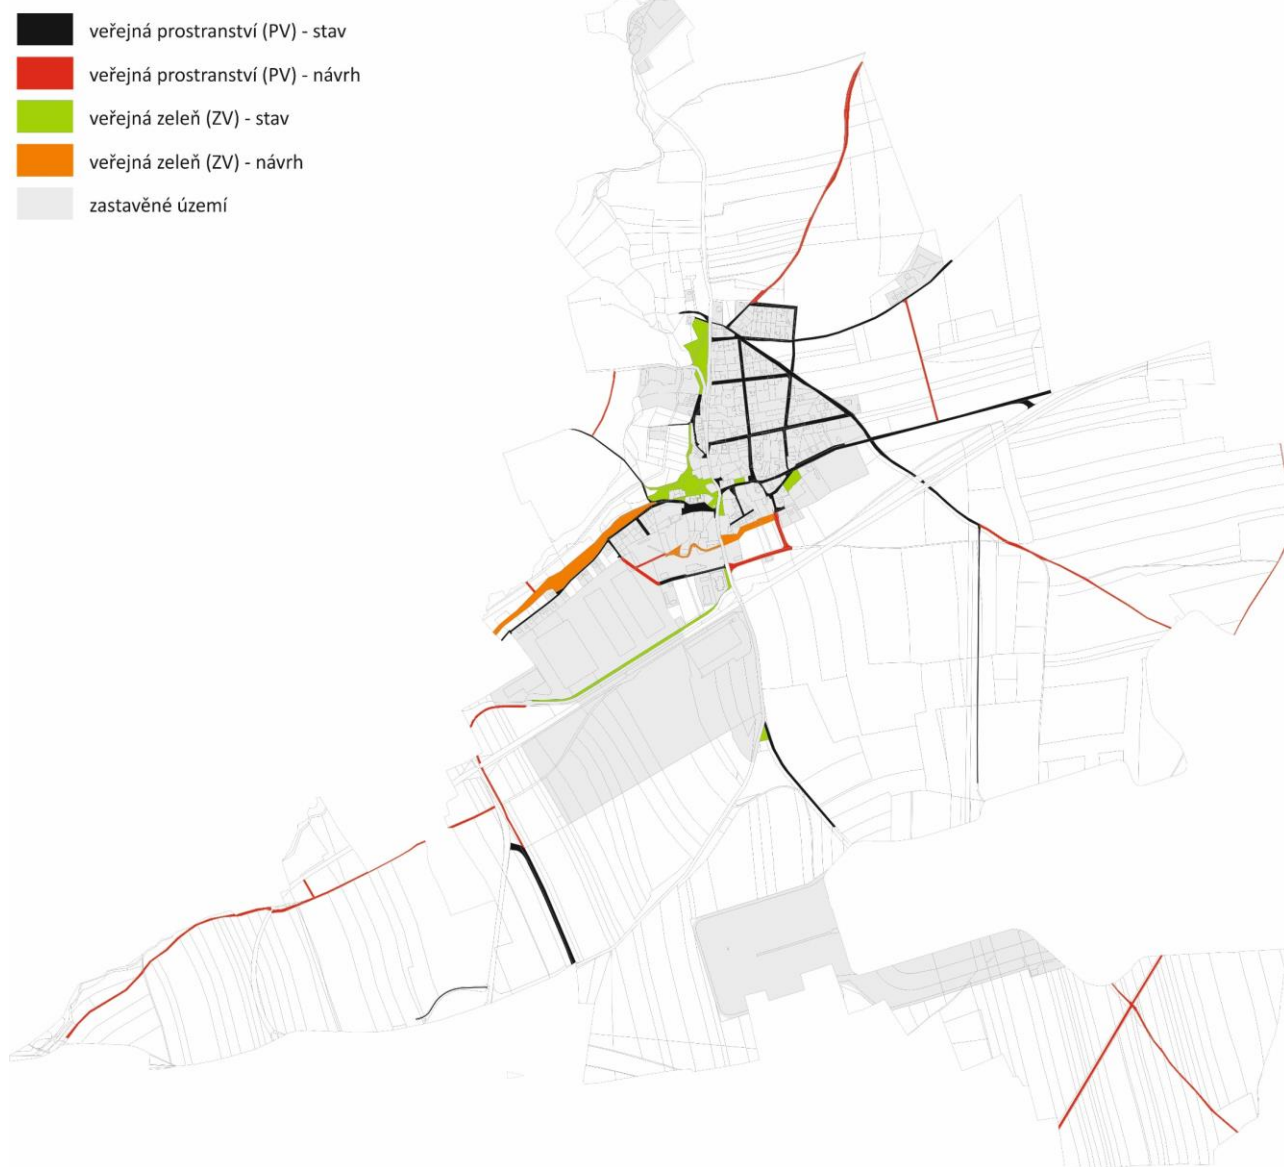 veřejná prostranství (PV) - stav
veřejná prostranství (PV) - návrh
veřejná zeleň (ZV) - stav
veřejná zeleň (ZV) - návrh
zastavěné území